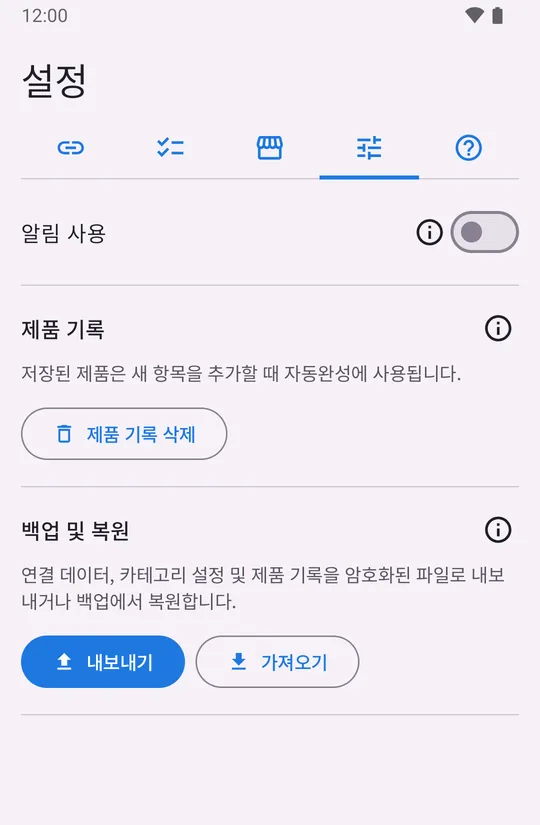 12:00
설정
알림 사용
제품 기록
저장된 제품은 새 항목을 추가할 때 자동완성에 사용됩니다.
제품 기록 삭제
백업 및 복원
연결 데이터, 카테고리 설정 및 제품 기록을 암호화된 파일로 내보
내거나 백업에서 복원합니다.
내보내기
가져오기